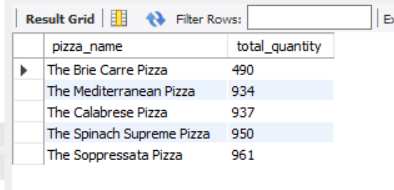 Result Grid Filter Rows: Ex
pizza_name total_quantity
The Brie Carre Pizza 490
The Mediterranean Pizza 934
The Calabrese Pizza 937
The Spinach Supreme Pizza 950
The Soppressata Pizza 961